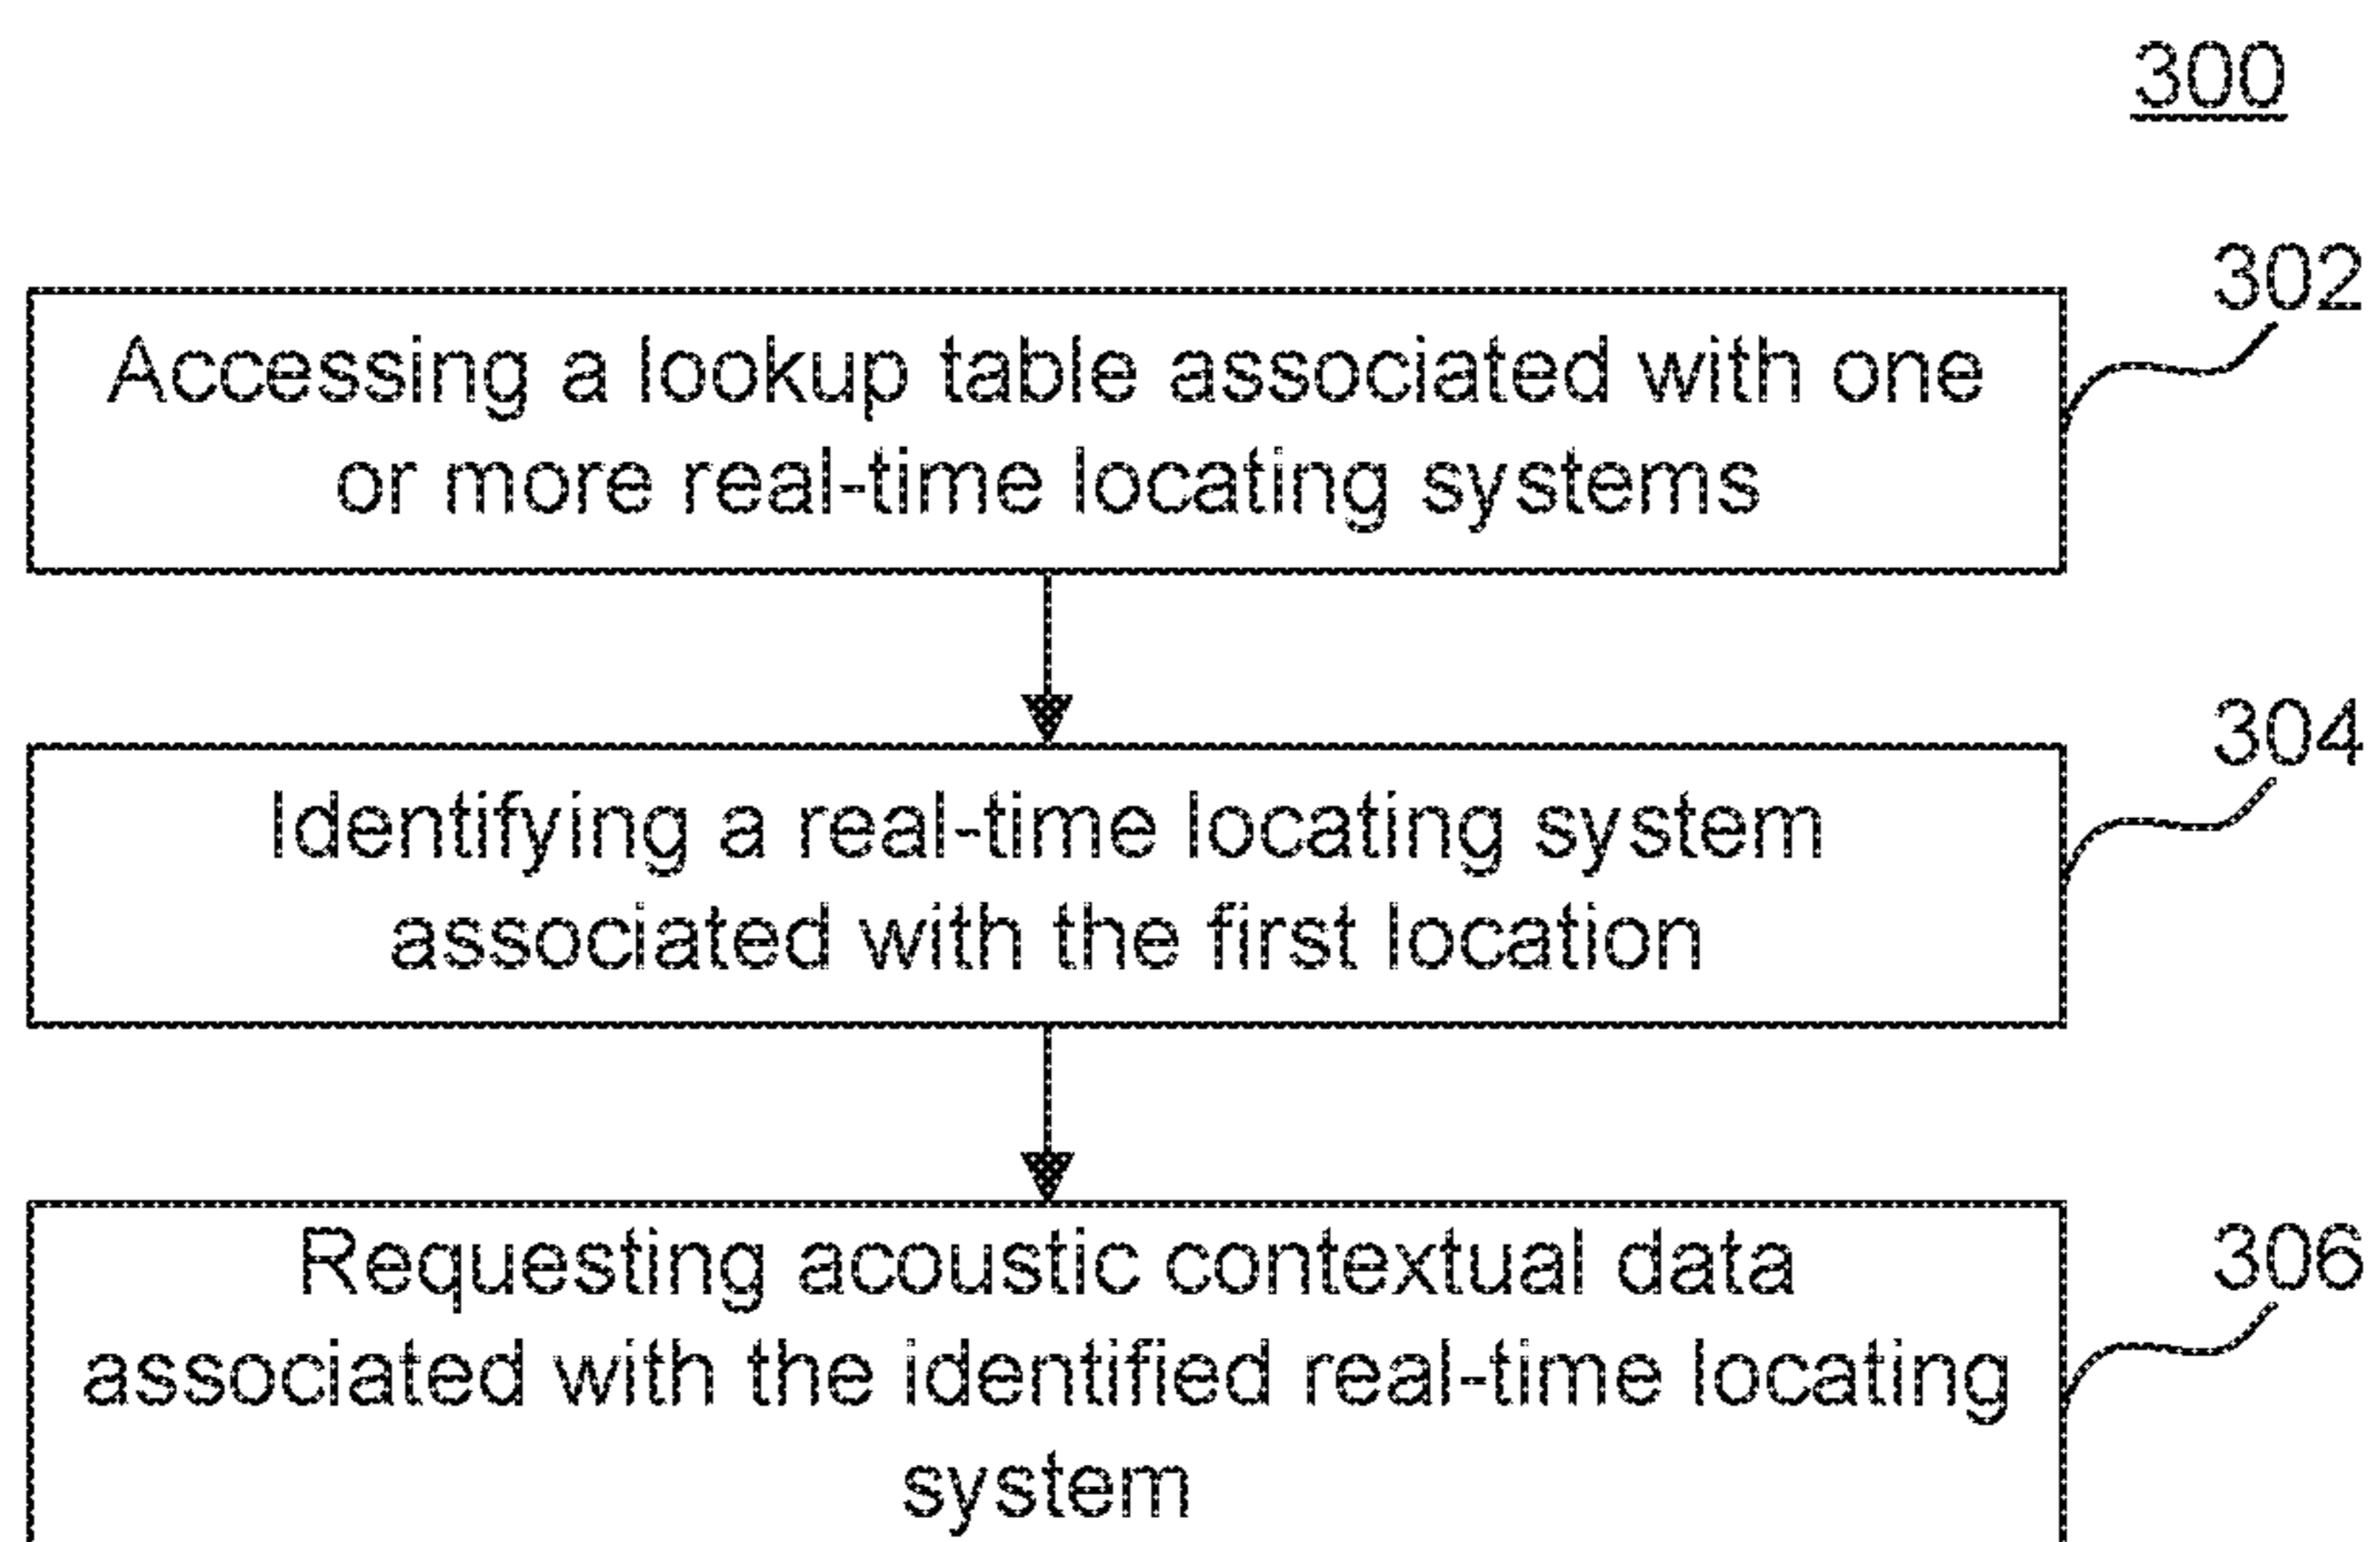 300
302
Accessing a lookup table associated with one
or more real-time locating systems
304
Identifying a real-time locating system
associated with the first location
306
Requesting acoustic contextual data
associated with the identified real-time locating
system